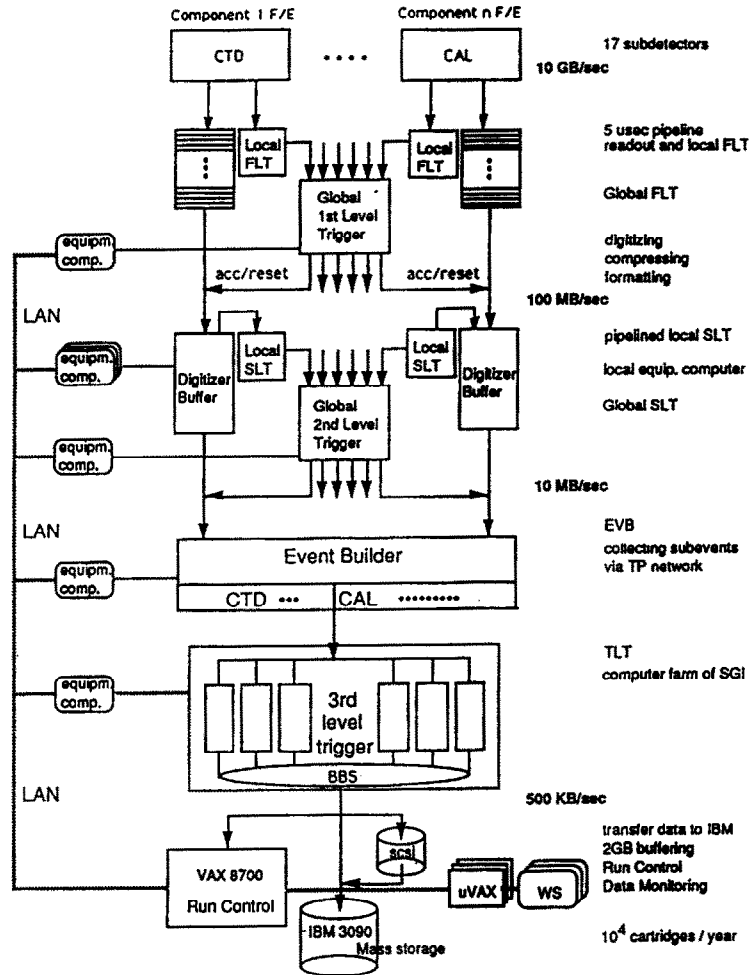 Component 1 F/E
Component n F/E
CTD
CAL
17 subdetectors
10 GB/sec
Local
FLT
Local
FLT
5 usec pipeline
readout and local FLT
Global
1st Level
Trigger
Global FLT
equipm.
comp.
digitizing
compressing
formatting
acc/reset
acc/reset
100 MB/sec
LAN
Digitizer
Buffer
Local
SLT
Local
SLT
Digitizer
Buffer
pipelined local SLT
equipm.
comp.
local equip. computer
Global
2nd Level
Trigger
Global SLT
equipm.
comp.
10 MB/sec
LAN
EVB
Event Builder
collecting subevents
via TP network
equipm.
comp.
CTD ••• CAL •••••••••
TLT
computer farm of SGI
equipm.
comp.
3rd
level
trigger
BBS
LAN
500 KB/sec
transfer data to IBM
2GB buffering
Run Control
Data Monitoring
scsi
VAX 8700
Run Control
uVAX
WS
IBM 3090
Mass storage
10^4 cartridges / year